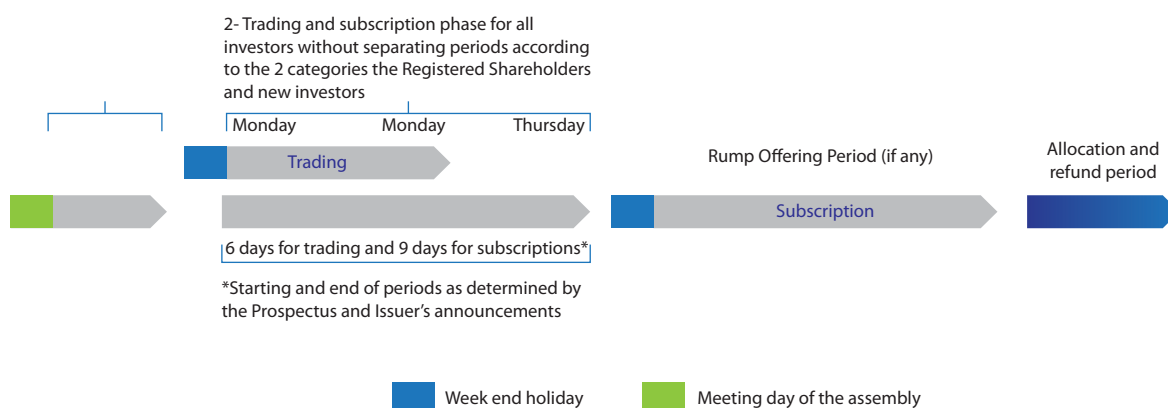 2- Trading and subscription phase for all
investors without separating periods according
to the 2 categories the Registered Shareholders
and new investors
Monday Monday Thursday
Trading
Rump Offering Period (if any)
Allocation and
refund period
Subscription
6 days for trading and 9 days for subscriptions*
*Starting and end of periods as determined by
the Prospectus and Issuer’s announcements
Week end holiday
Meeting day of the assembly